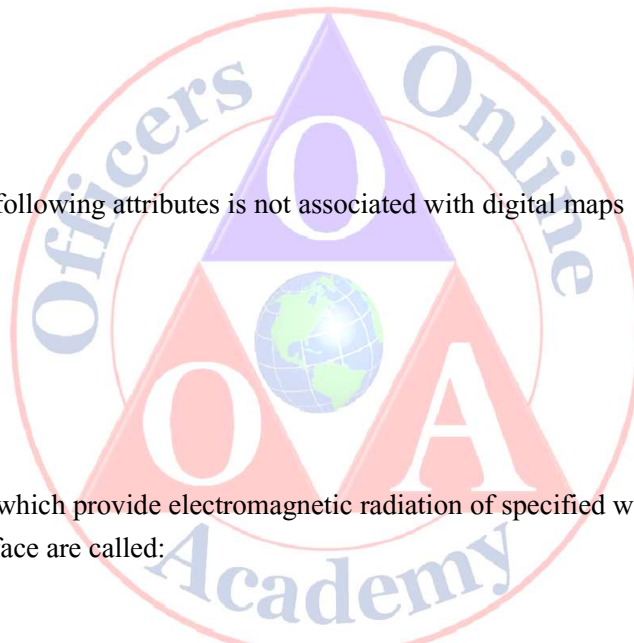 Officers Online
O
following attributes is not associated with digital maps
O A
which provide electromagnetic radiation of specified w
face are called:
Academy